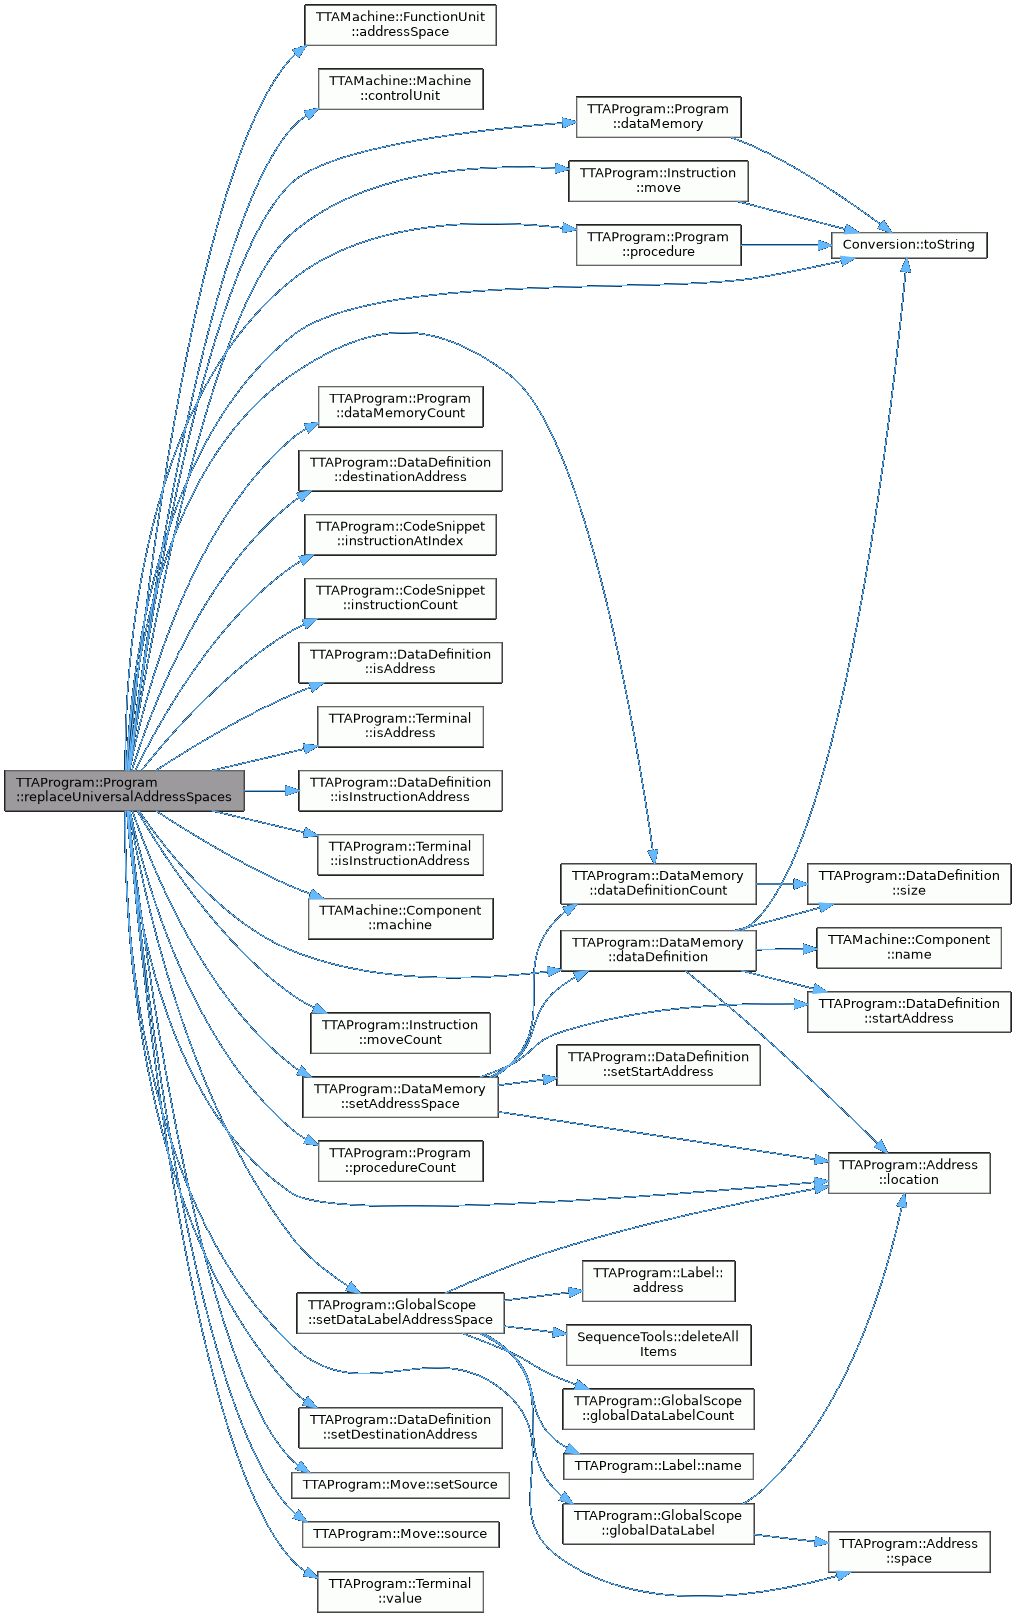 TTAMachine::FunctionUnit
::addressSpace
TTAMachine::Machine
::controlUnit
TTAProgram::Program
::dataMemory
TTAProgram::Instruction
::move
TTAProgram::Program
::procedure
Conversion::toString
TTAProgram::Program
::dataMemoryCount
TTAProgram::DataDefinition
::destinationAddress
TTAProgram::CodeSnippet
::instructionAtIndex
TTAProgram::CodeSnippet
::instructionCount
TTAProgram::DataDefinition
::isAddress
TTAProgram::Terminal
::isAddress
TTAProgram::Program
::replaceUniversalAddressSpaces
TTAProgram::DataDefinition
::isInstructionAddress
TTAProgram::Terminal
::isInstructionAddress
TTAProgram::DataMemory
::dataDefinitionCount
TTAProgram::DataDefinition
::size
TTAMachine::Component
::machine
TTAProgram::DataMemory
::dataDefinition
TTAMachine::Component
::name
TTAProgram::DataDefinition
::startAddress
TTAProgram::Instruction
::moveCount
TTAProgram::DataDefinition
::setStartAddress
TTAProgram::DataMemory
::setAddressSpace
TTAProgram::Program
::procedureCount
TTAProgram::Address
::location
TTAProgram::Label::
address
TTAProgram::GlobalScope
::setDataLabelAddressSpace
SequenceTools::deleteAll
Items
TTAProgram::GlobalScope
::globalDataLabelCount
TTAProgram::DataDefinition
::setDestinationAddress
TTAProgram::Label::name
TTAProgram::Move::setSource
TTAProgram::GlobalScope
::globalDataLabel
TTAProgram::Move::source
TTAProgram::Address
::space
TTAProgram::Terminal
::value